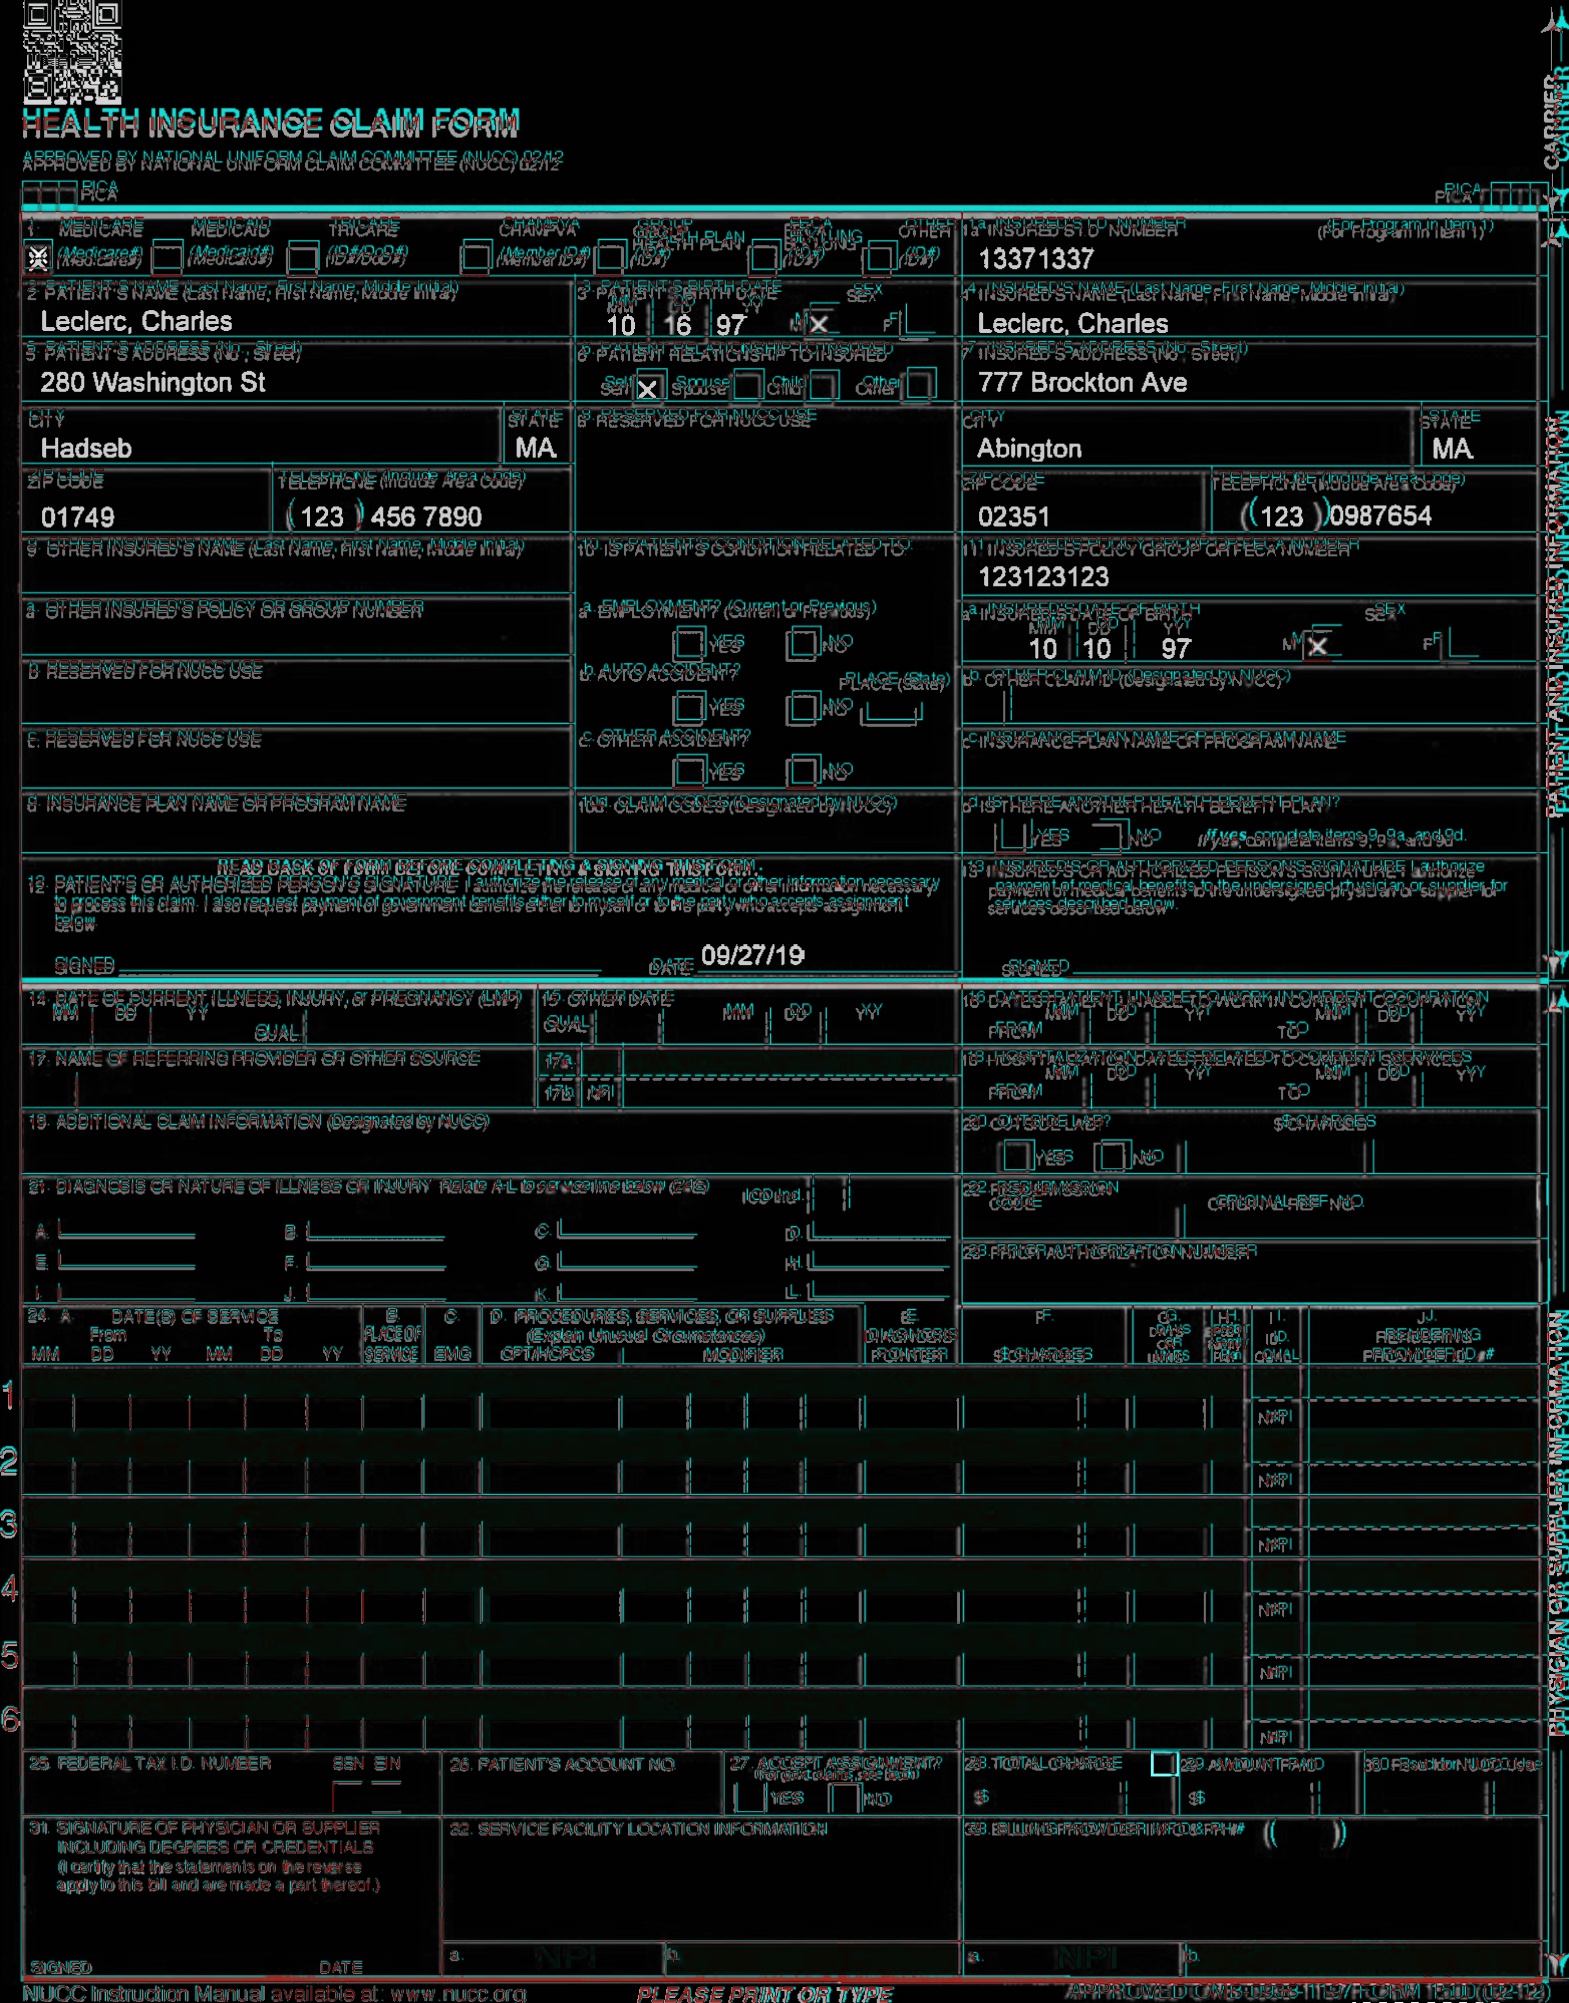 HEALTH INSURANCE CLAIM FORM
APPROVED BY NATIONAL UNIFORM CLAIM COMMITTEE (NUCC) 02/12
PICA
PICA
CARRIER
1. MEDICARE MEDICAID TRICARE CHAMPVA GROUP HEALTH PLAN FECA BLK LUNG OTHER
(Medicare#) (Medicaid#) (ID#/DoD#) (Member ID#) (ID#) (ID#) (ID#)
1a. INSURED'S I.D. NUMBER (For Program in Item 1)
13371337
2. PATIENT'S NAME (Last Name, First Name, Middle Initial)
Leclerc, Charles
3. PATIENT'S BIRTH DATE SEX
MM DD YY
10 16 97 M X F
4. INSURED'S NAME (Last Name, First Name, Middle Initial)
Leclerc, Charles
5. PATIENT'S ADDRESS (No., Street)
280 Washington St
6. PATIENT RELATIONSHIP TO INSURED
Self X Spouse Child Other
7. INSURED'S ADDRESS (No., Street)
777 Brockton Ave
CITY STATE
Hadseb MA
8. RESERVED FOR NUCC USE
CITY STATE
Abington MA
ZIP CODE TELEPHONE (Include Area Code)
01749 (123) 456 7890
ZIP CODE TELEPHONE (Include Area Code)
02351 (123) 0987654
9. OTHER INSURED'S NAME (Last Name, First Name, Middle Initial)
10. IS PATIENT'S CONDITION RELATED TO:
11. INSURED'S POLICY GROUP OR FECA NUMBER
123123123
a. OTHER INSURED'S POLICY OR GROUP NUMBER
a. EMPLOYMENT? (Current or Previous)
YES NO
a. INSURED'S DATE OF BIRTH SEX
MM DD YY
10 10 97 M X F
b. RESERVED FOR NUCC USE
b. AUTO ACCIDENT? PLACE (State)
YES NO
b. OTHER CLAIM ID (Designated by NUCC)
c. RESERVED FOR NUCC USE
c. OTHER ACCIDENT?
YES NO
c. INSURANCE PLAN NAME OR PROGRAM NAME
d. INSURANCE PLAN NAME OR PROGRAM NAME
10d. CLAIM CODES (Designated by NUCC)
d. IS THERE ANOTHER HEALTH BENEFIT PLAN?
YES NO If yes, complete items 9, 9a, and 9d.
READ BACK OF FORM BEFORE COMPLETING & SIGNING THIS FORM.
12. PATIENT'S OR AUTHORIZED PERSON'S SIGNATURE I authorize the release of any medical or other information necessary
to process this claim. I also request payment of government benefits either to myself or to the party who accepts assignment
below.
SIGNED DATE 09/27/19
13. INSURED'S OR AUTHORIZED PERSON'S SIGNATURE I authorize
payment of medical benefits to the undersigned physician or supplier for
services described below.
SIGNED
PATIENT AND INSURED INFORMATION
14. DATE OF CURRENT ILLNESS, INJURY, or PREGNANCY (LMP)
MM DD YY QUAL.
15. OTHER DATE
QUAL. MM DD YY
16. DATES PATIENT UNABLE TO WORK IN CURRENT OCCUPATION
MM DD YY MM DD YY
FROM TO
17. NAME OF REFERRING PROVIDER OR OTHER SOURCE
17a.
17b. NPI
18. HOSPITALIZATION DATES RELATED TO CURRENT SERVICES
MM DD YY MM DD YY
FROM TO
19. ADDITIONAL CLAIM INFORMATION (Designated by NUCC)
20. OUTSIDE LAB? $ CHARGES
YES NO
21. DIAGNOSIS OR NATURE OF ILLNESS OR INJURY Relate A-L to service line below (24E) ICD Ind.
A. B. C. D.
E. F. G. H.
I. J. K. L.
22. RESUBMISSION
CODE ORIGINAL REF. NO.
23. PRIOR AUTHORIZATION NUMBER
24. A. DATE(S) OF SERVICE B. C. D. PROCEDURES, SERVICES, OR SUPPLIES E. F. G. H. I. J.
From To PLACE OF (Explain Unusual Circumstances) DIAGNOSIS DAYS OR ID. RENDERING
MM DD YY MM DD YY SERVICE EMG CPT/HCPCS MODIFIER POINTER $ CHARGES UNITS QUAL. PROVIDER ID. #
1 NPI
2 NPI
3 NPI
4 NPI
5 NPI
6 NPI
PHYSICIAN OR SUPPLIER INFORMATION
25. FEDERAL TAX I.D. NUMBER SSN EIN
26. PATIENT'S ACCOUNT NO.
27. ACCEPT ASSIGNMENT?
(For govt. claims, see back)
YES NO
28. TOTAL CHARGE
$
29. AMOUNT PAID
$
30. Rsvd for NUCC Use
31. SIGNATURE OF PHYSICIAN OR SUPPLIER
INCLUDING DEGREES OR CREDENTIALS
(I certify that the statements on the reverse
apply to this bill and are made a part thereof.)
SIGNED DATE
32. SERVICE FACILITY LOCATION INFORMATION
a. NPI b.
33. BILLING PROVIDER INFO & PH # ( )
a. NPI b.
NUCC Instruction Manual available at: www.nucc.org
PLEASE PRINT OR TYPE
APPROVED OMB-0938-1197 FORM 1500 (02-12)